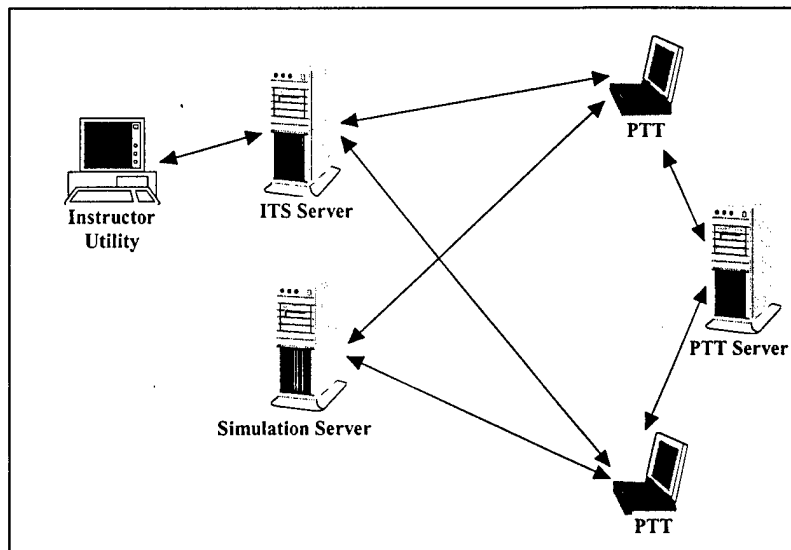 PTT
Instructor
Utility
ITS Server
PTT Server
Simulation Server
PTT